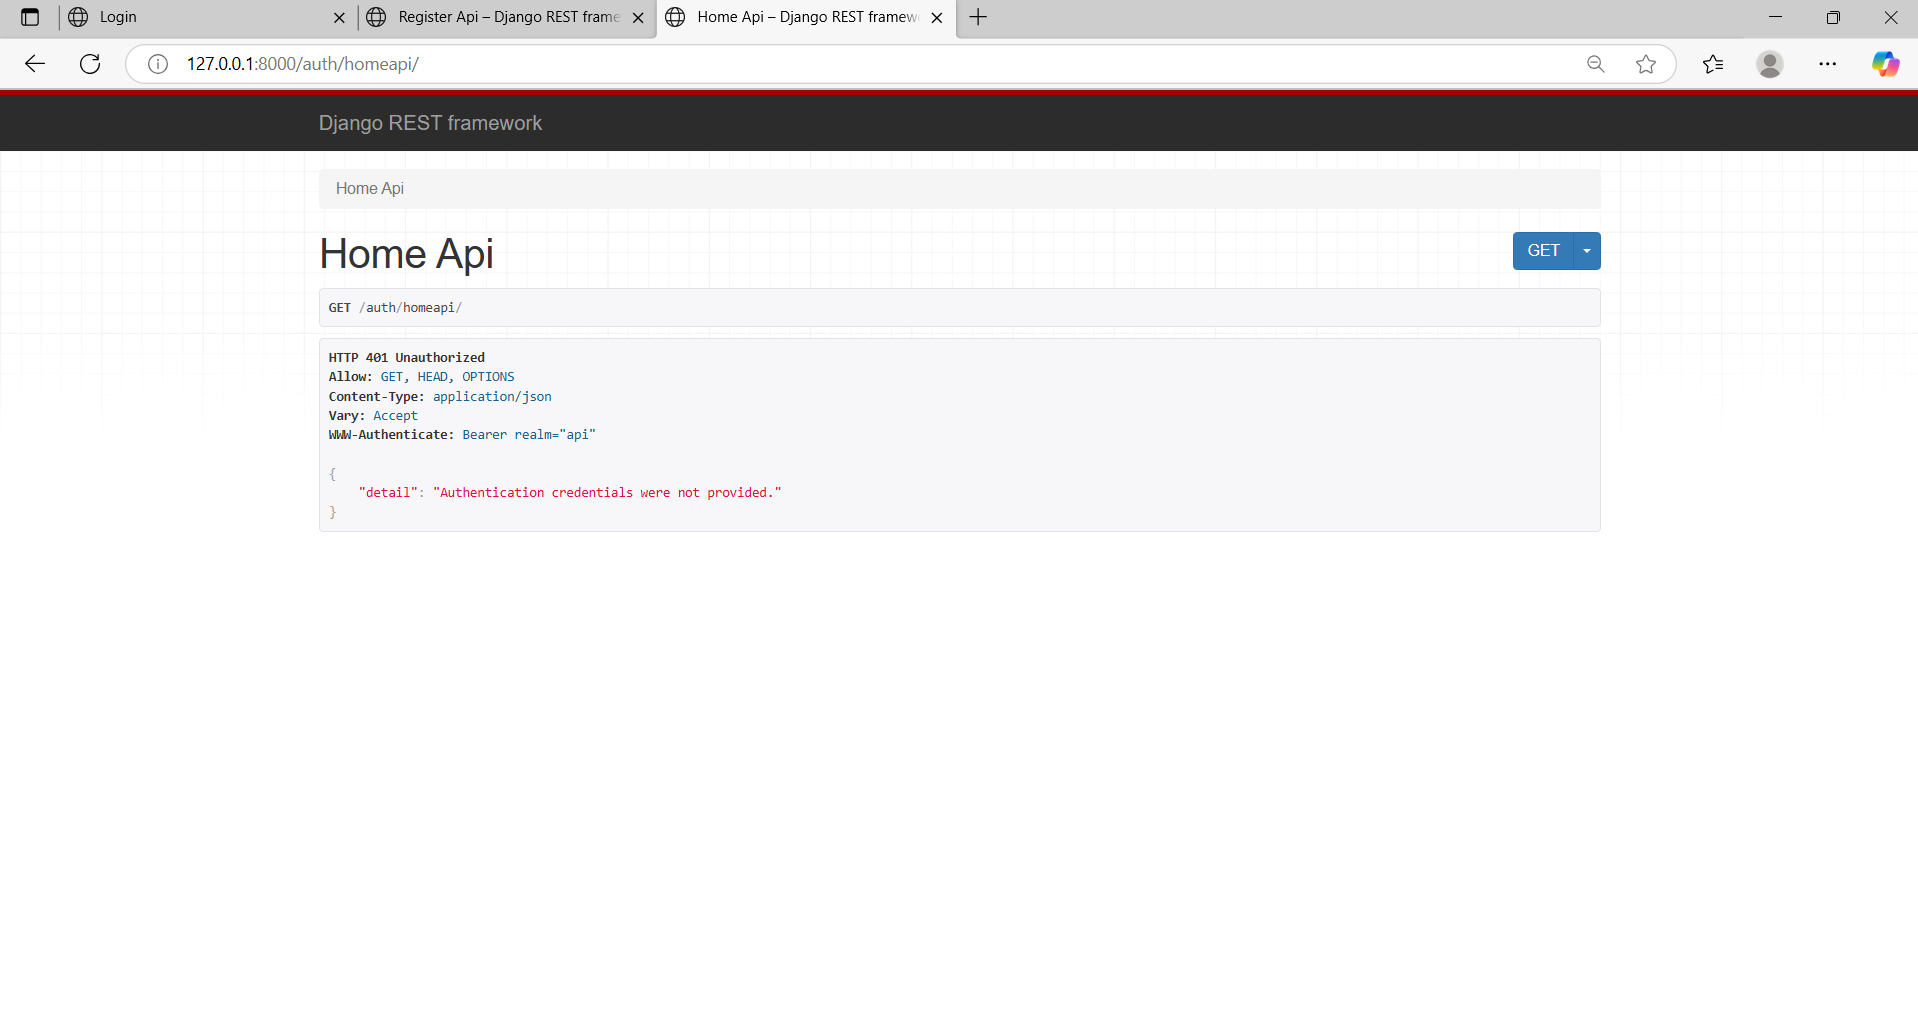 Login
Register Api – Django REST frame
Home Api – Django REST framew
127.0.0.1:8000/auth/homeapi/
Django REST framework
Home Api
Home Api
GET
GET /auth/homeapi/
HTTP 401 Unauthorized
Allow: GET, HEAD, OPTIONS
Content-Type: application/json
Vary: Accept
WWW-Authenticate: Bearer realm="api"
{
    "detail": "Authentication credentials were not provided."
}